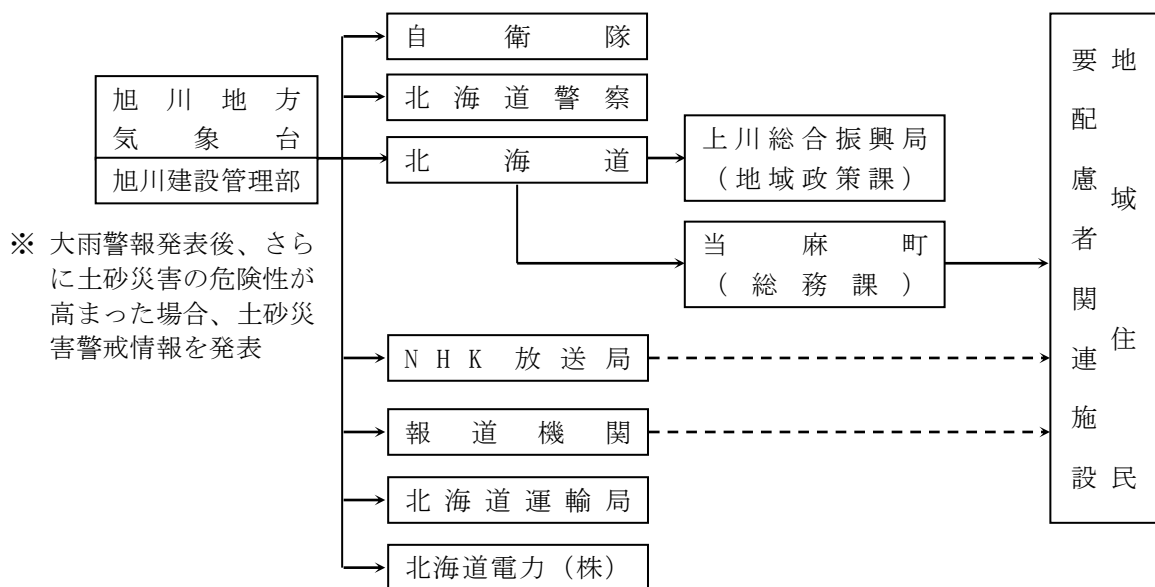 旭川地方
気象台
旭川建設管理部
※ 大雨警報発表後、さら
に土砂災害の危険性が
高まった場合、土砂災
害警戒情報を発表
自衛隊
北海道警察
北海道
上川総合振興局
（地域政策課）
当麻町
（総務課）
NHK 放送局
報道機関
北海道運輸局
北海道電力（株）
地域住民
要配慮者関連施設